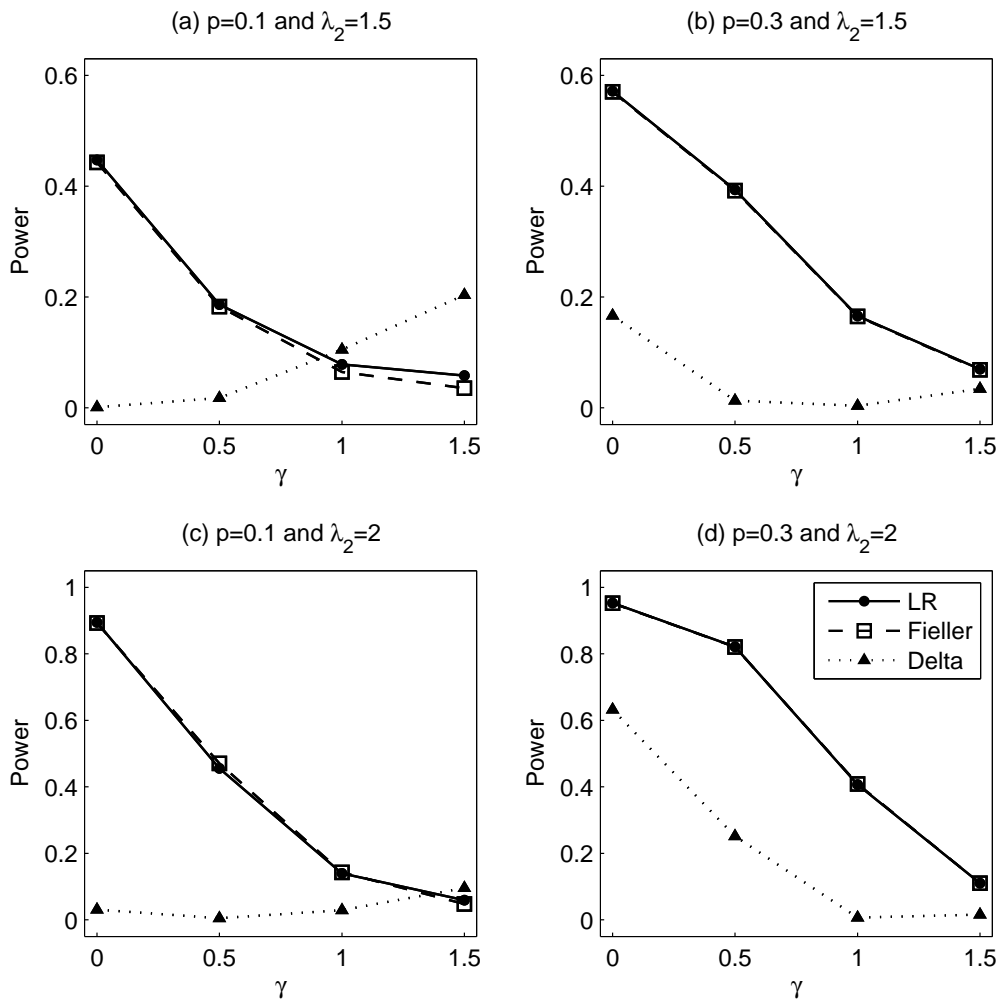 (a) p=0.1 and λ₂=1.5
0.6
0.4
0.2
0
Power
0
0.5
1
1.5
γ
(b) p=0.3 and λ₂=1.5
0.6
0.4
0.2
0
Power
0
0.5
1
1.5
γ
(c) p=0.1 and λ₂=2
1
0.8
0.6
0.4
0.2
0
Power
0
0.5
1
1.5
γ
(d) p=0.3 and λ₂=2
1
0.8
0.6
0.4
0.2
0
Power
LR
Fieller
Delta
0
0.5
1
1.5
γ